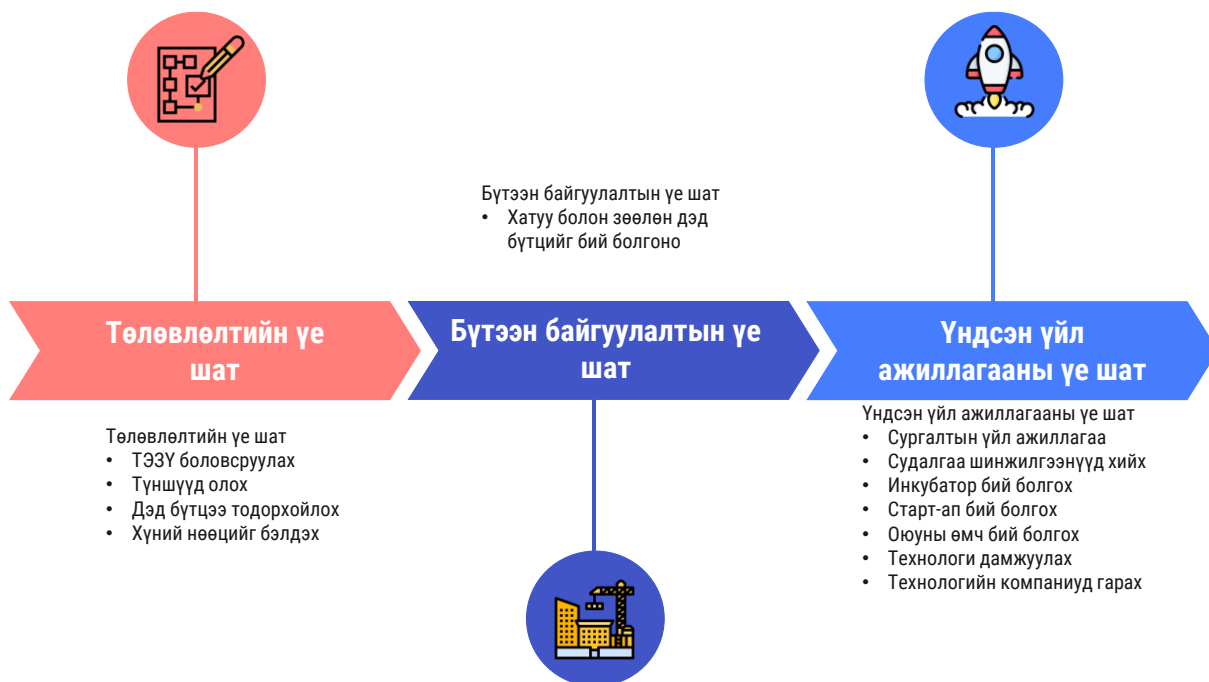 Бүтээн байгуулалтын үе шат
• Хатуу болон зөөлөн дэд
бүтцийг бий болгоно
Төлөвлөлтийн үе
шат
Бүтээн байгуулалтын үе
шат
Үндсэн үйл
ажиллагааны үе шат
Төлөвлөлтийн үе шат
• ТЭЗҮ боловсруулах
• Түншүүд олох
• Дэд бүтцээ тодорхойлох
• Хүний нөөцийг бэлдэх
Үндсэн үйл ажиллагааны үе шат
• Сургалтын үйл ажиллагаа
• Судалгаа шинжилгээнүүд хийх
• Инкубатор бий болгох
• Старт-ап бий болгох
• Оюуны өмч бий болгох
• Технологи дамжуулах
• Технологийн компаниуд гарах